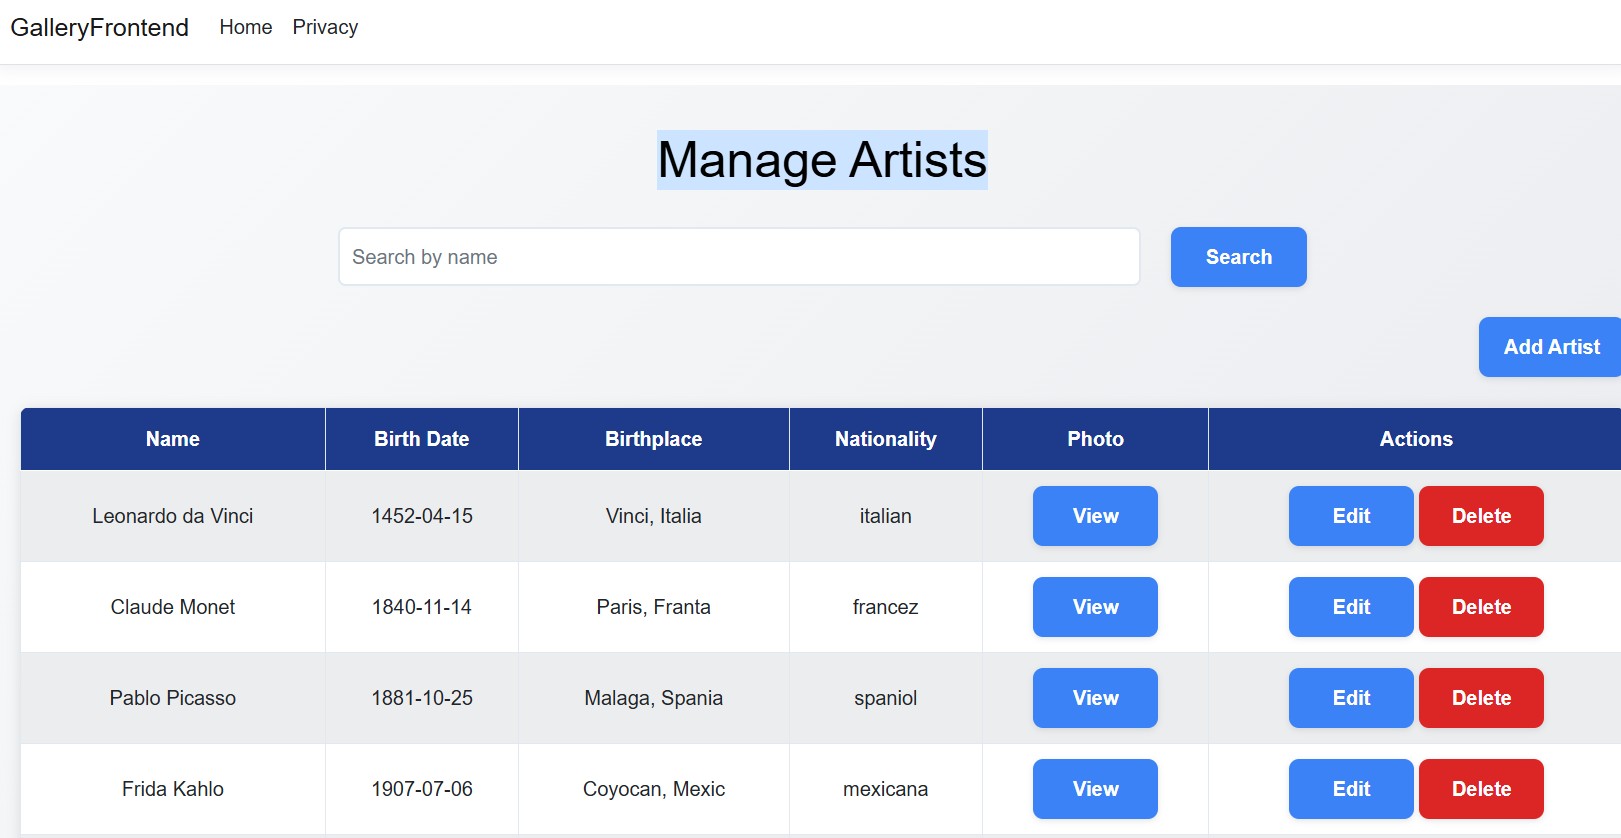 GalleryFrontend Home Privacy
Manage Artists
Search by name Search
Add Artist
Name Birth Date Birthplace Nationality Photo Actions
Leonardo da Vinci 1452-04-15 Vinci, Italia italian View Edit Delete
Claude Monet 1840-11-14 Paris, Franta francez View Edit Delete
Pablo Picasso 1881-10-25 Malaga, Spania spaniol View Edit Delete
Frida Kahlo 1907-07-06 Coyocan, Mexic mexicana View Edit Delete